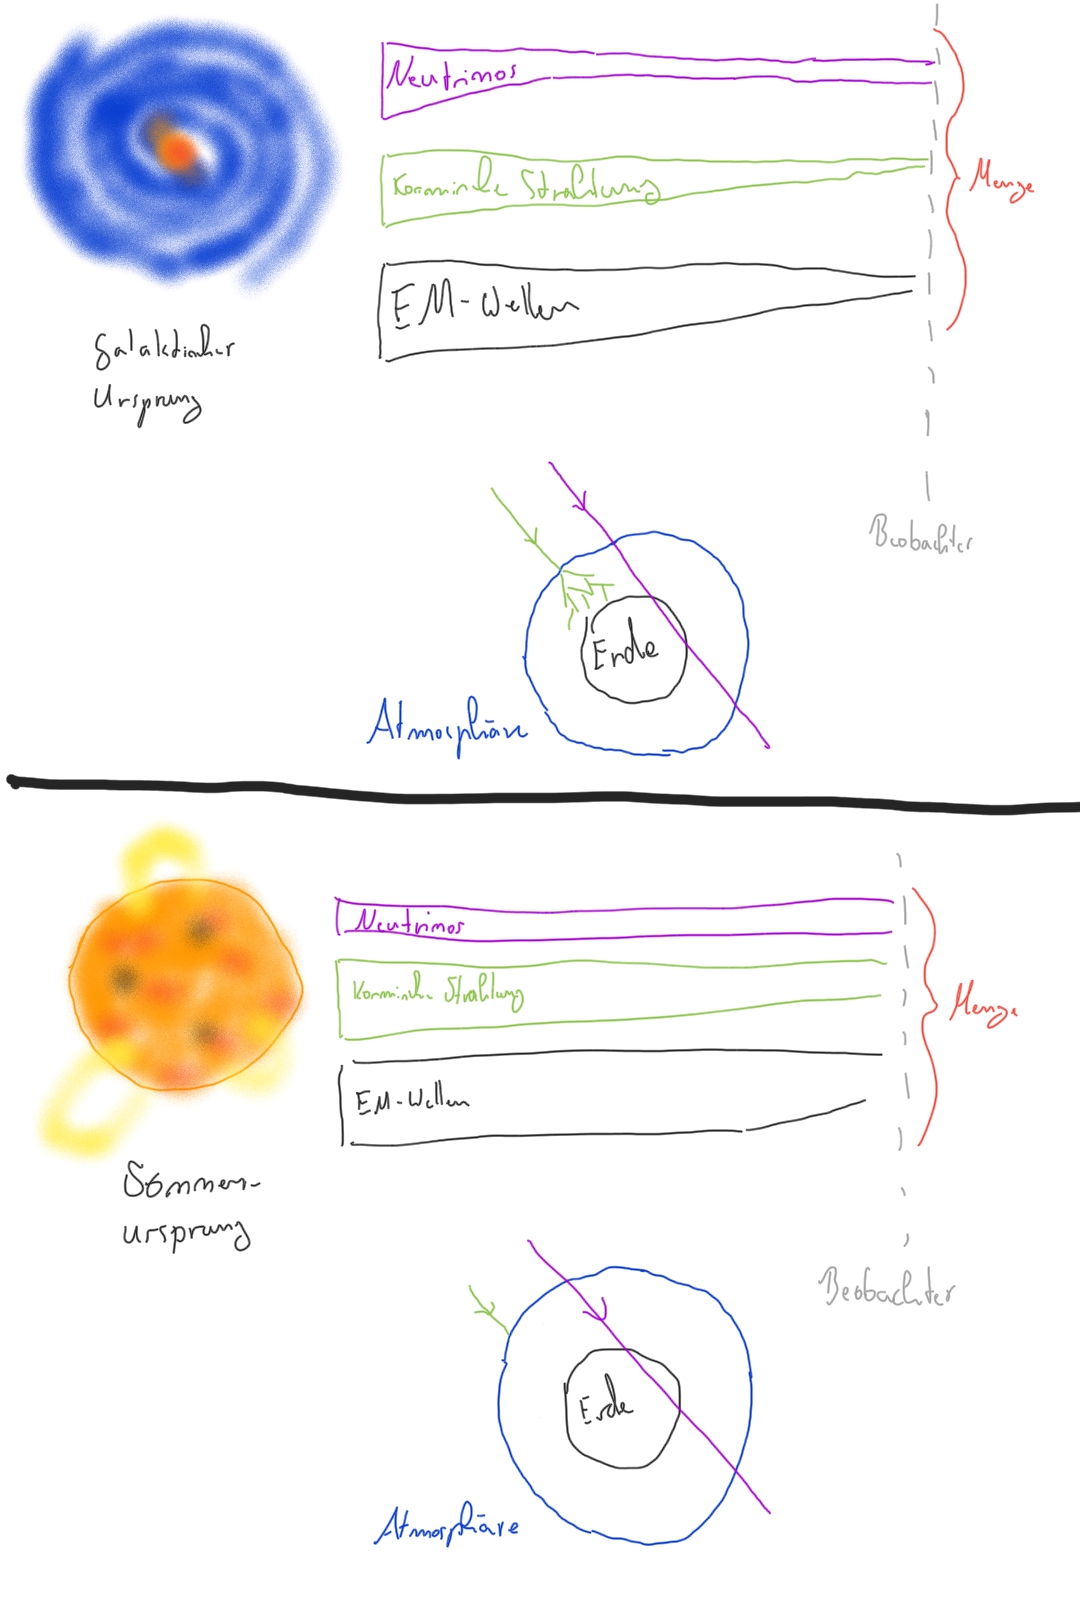 Neutrinos
Kosmische Strahlung
Menge
EM-Wellen
Galaktischer
Ursprung
Beobachter
Erde
Atmosphäre
Neutrinos
Kosmische Strahlung
Menge
EM-Wellen
Sonnen-
ursprung
Beobachter
Erde
Atmosphäre